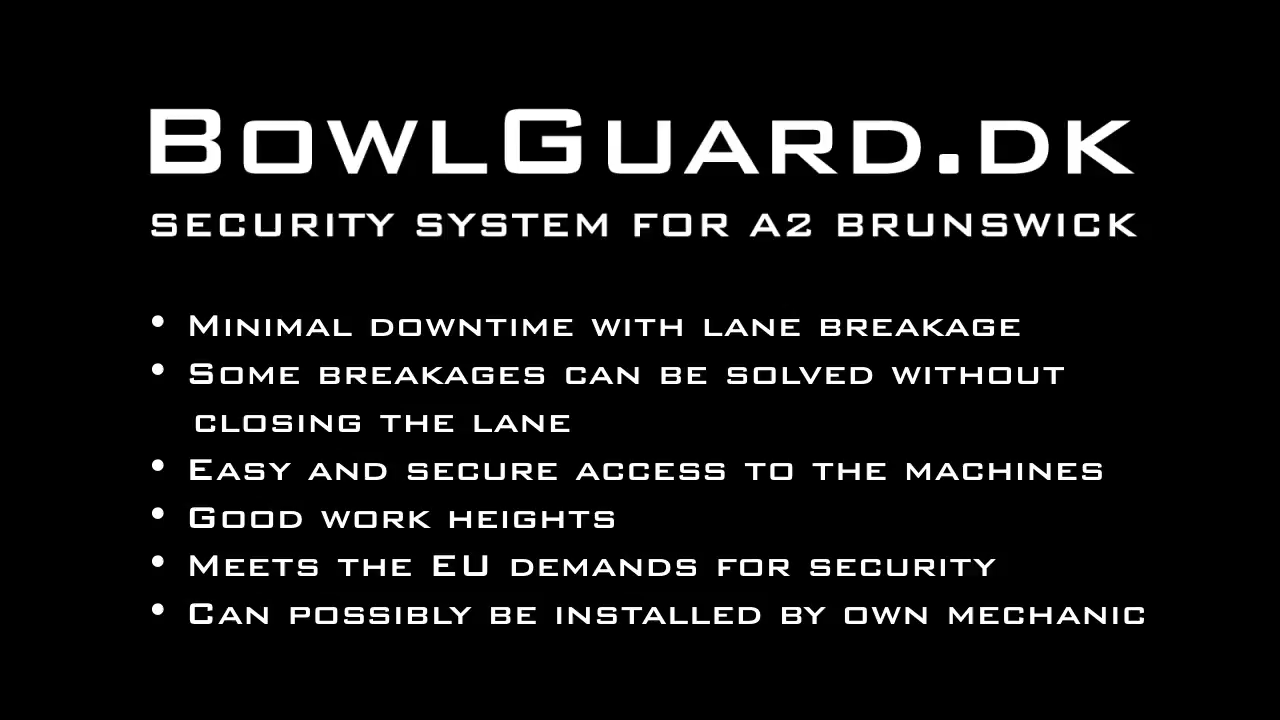 BowlGuard.dk
security system for A2 Brunswick
• Minimal downtime with lane breakage
• Some breakages can be solved without
closing the lane
• Easy and secure access to the machines
• Good work heights
• Meets the EU demands for security
• Can possibly be installed by own mechanic